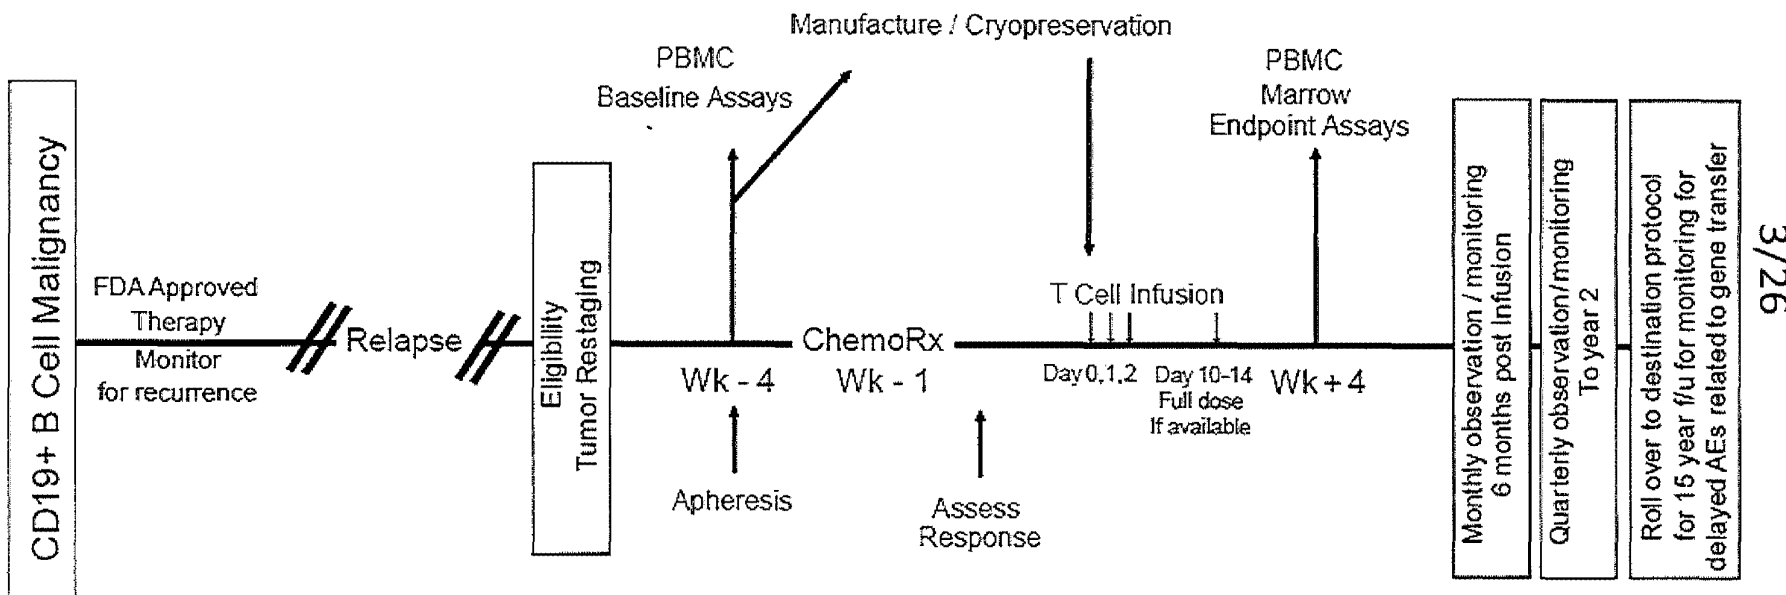 Manufacture / Cryopreservation
PBMC
Baseline Assays
PBMC
Marrow
Endpoint Assays
CD19+ B Cell Malignancy
FDA Approved
Therapy
Monitor
for recurrence
Relapse
Eligibility
Tumor Restaging
Wk - 4
Apheresis
ChemoRx
Wk - 1
Assess
Response
T Cell Infusion
Day 0,1,2
Day 10-14
Full dose
If available
Wk + 4
Monthly observation / monitoring
6 months post Infusion
Quarterly observation/monitoring
To year 2
Roll over to destination protocol
for 15 year f/u for monitoring for
delayed AEs related to gene transfer
3/26